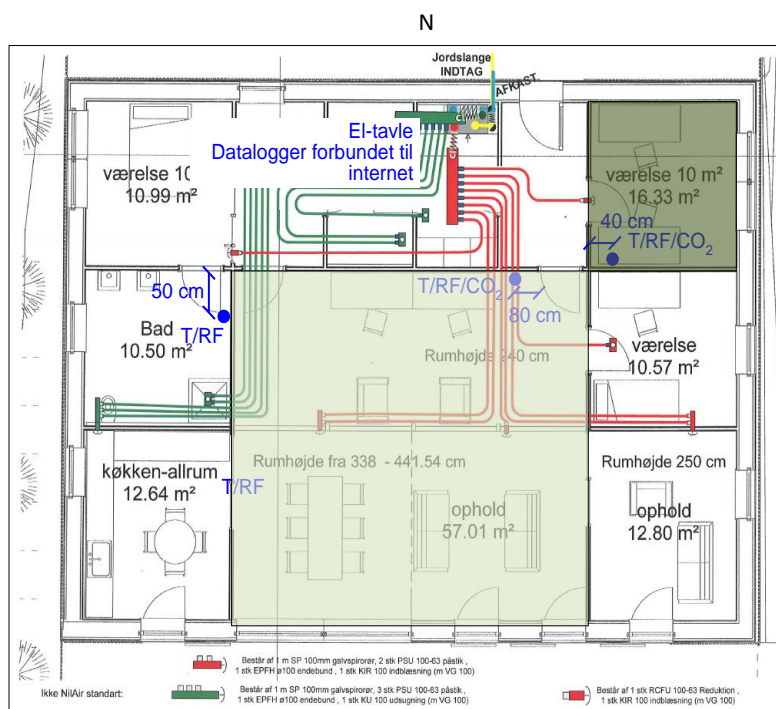 N
Jordslange
INDTAG
AFKAST.
El-tavle
Datalogger forbundet til
internet
værelse 10
10.99 m²
værelse 10 m²
16.33 m²
40 cm
T/RF/CO₂
50 cm
T/RF/CO₂
80 cm
T/RF
Bad
10.50 m²
Rumhøjde 240 cm
værelse
10.57 m²
køkken-allrum
12.64 m²
T/RF
Rumhøjde fra 338 - 441.54 cm
ophold
57.01 m²
Rumhøjde 250 cm
ophold
12.80 m²
Består af 1 m SP 100mm galvspirorør, 2 stk PSU 100-63 påstik ,
1 stk EPFH ø100 endebund , 1 stk KIR 100 indblæsning (m VG 100)
Ikke NilAir standart:
Består af 1 m SP 100mm galvspirorør, 3 stk PSU 100-63 påstik ,
1 stk EPFH ø100 endebund , 1 stk KU 100 udsugning (m VG 100)
Består af 1 stk RCFU 100-63 Reduktion ,
1 stk KIR 100 indblæsning (m VG 100)